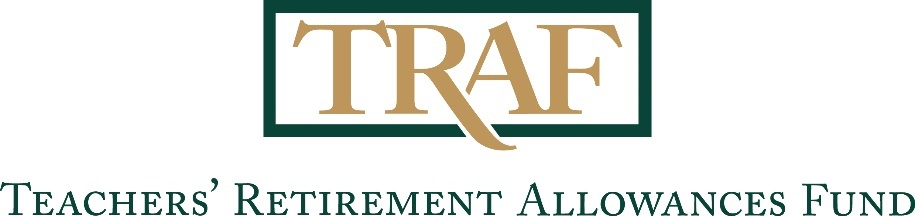 TRAF
TEACHERS’ RETIREMENT ALLOWANCES FUND